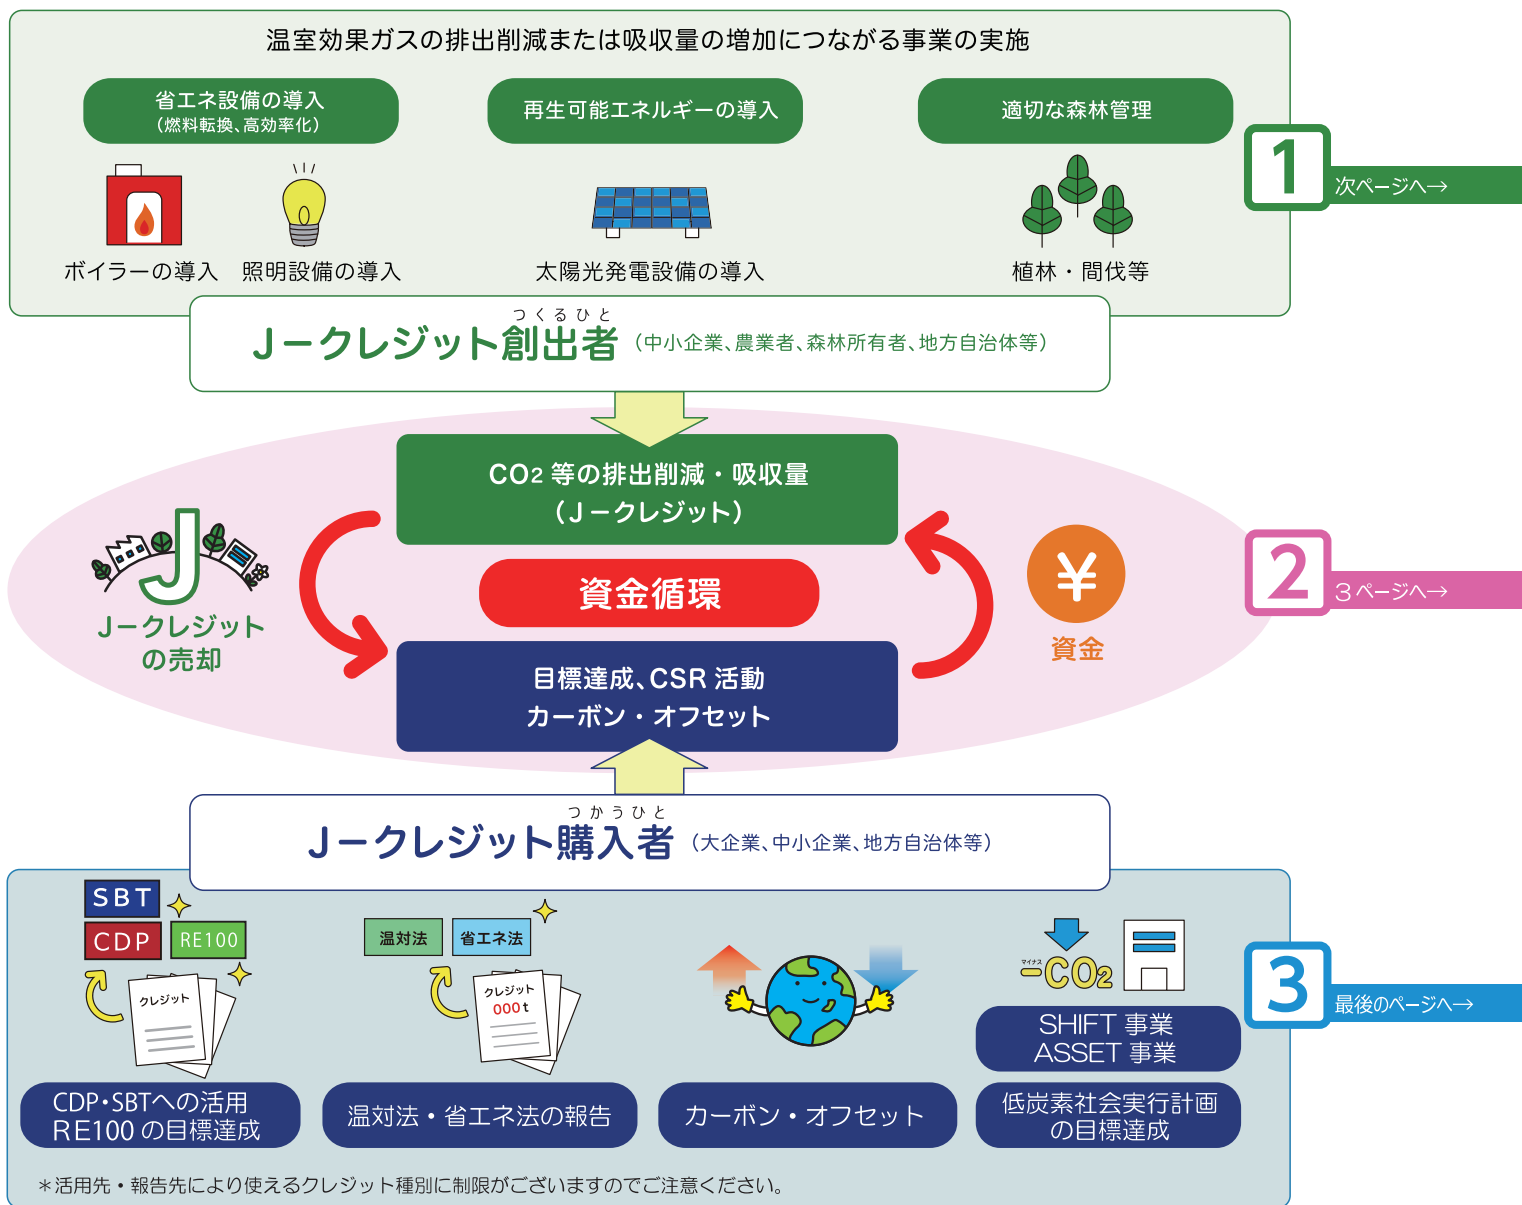 温室効果ガスの排出削減または吸収量の増加につながる事業の実施
省エネ設備の導入
（燃料転換、高効率化）
再生可能エネルギーの導入
適切な森林管理
1
次ページへ→
ボイラーの導入
照明設備の導入
太陽光発電設備の導入
植林・間伐等
つくるひと
J－クレジット創出者（中小企業、農業者、森林所有者、地方自治体等）
CO2 等の排出削減・吸収量
（J－クレジット）
J
J－クレジット
の売却
資金循環
¥
資金
2
3 ページへ→
目標達成、CSR 活動
カーボン・オフセット
つかうひと
J－クレジット購入者（大企業、中小企業、地方自治体等）
SBT
CDP
RE100
クレジット
温対法
省エネ法
クレジット
000 t
マイナス
－CO2
3
最後のページへ→
SHIFT 事業
ASSET 事業
CDP・SBTへの活用
RE100 の目標達成
温対法・省エネ法の報告
カーボン・オフセット
低炭素社会実行計画
の目標達成
＊活用先・報告先により使えるクレジット種別に制限がございますのでご注意ください。